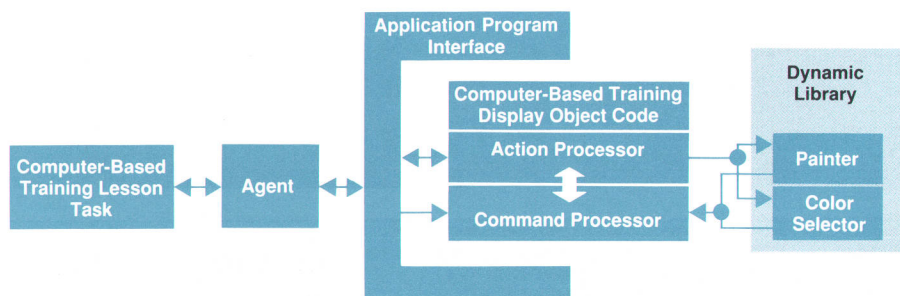 Application Program
Interface
Dynamic
Library
Computer-Based Training
Display Object Code
Action Processor
Painter
Computer-Based
Training Lesson
Task
Agent
Command Processor
Color
Selector